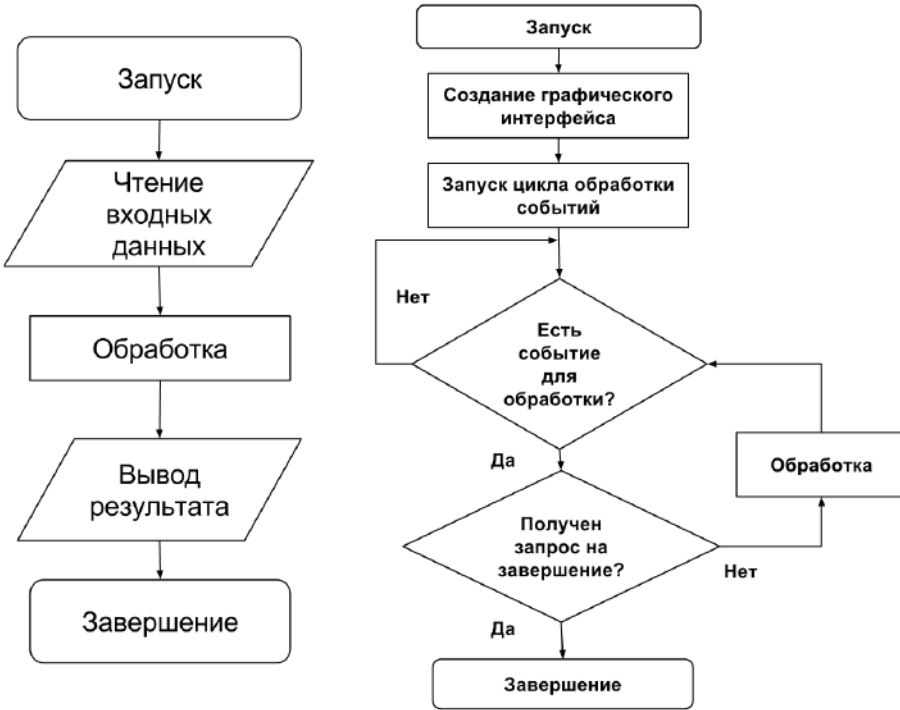 Запуск
Чтение
входных
данных
Обработка
Вывод
результата
Завершение
Запуск
Создание графического
интерфейса
Запуск цикла обработки
событий
Нет
Есть
событие
для
обработки?
Да
Обработка
Получен
запрос на
завершение?
Нет
Да
Завершение